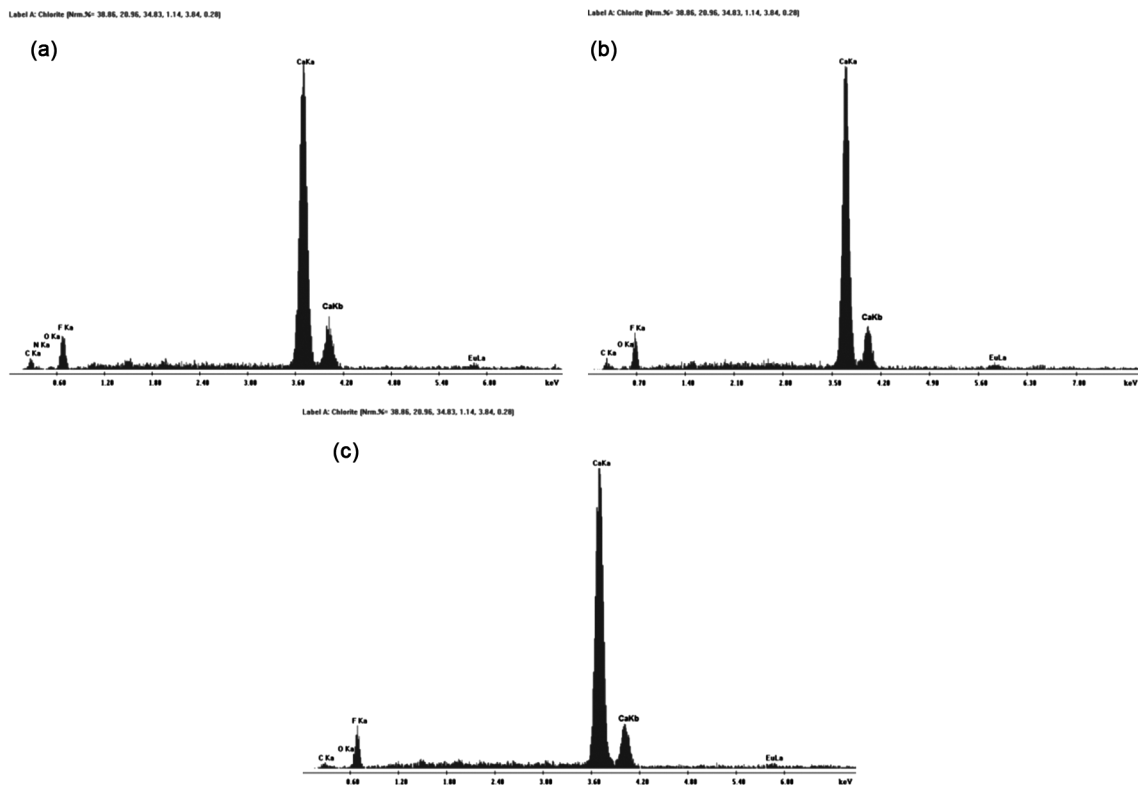 Label A: Chlorite (Nrm.%= 38.86, 20.96, 34.83, 1.14, 3.84, 0.28)
(a)
CaKa
CaKb
F Ka
O Ka
N Ka
C Ka
EuLa
0.60 1.20 1.80 2.40 3.00 3.60 4.20 4.80 5.40 6.00 keV
Label A: Chlorite (Nrm.%= 38.86, 20.96, 34.83, 1.14, 3.84, 0.28)
(b)
CaKa
CaKb
F Ka
O Ka
C Ka
EuLa
0.70 1.40 2.10 2.80 3.50 4.20 4.90 5.60 6.30 7.00 keV
Label A: Chlorite (Nrm.%= 38.86, 20.96, 34.83, 1.14, 3.84, 0.28)
(c)
CaKa
CaKb
F Ka
O Ka
C Ka
EuLa
0.60 1.20 1.80 2.40 3.00 3.60 4.20 4.80 5.40 6.00 keV